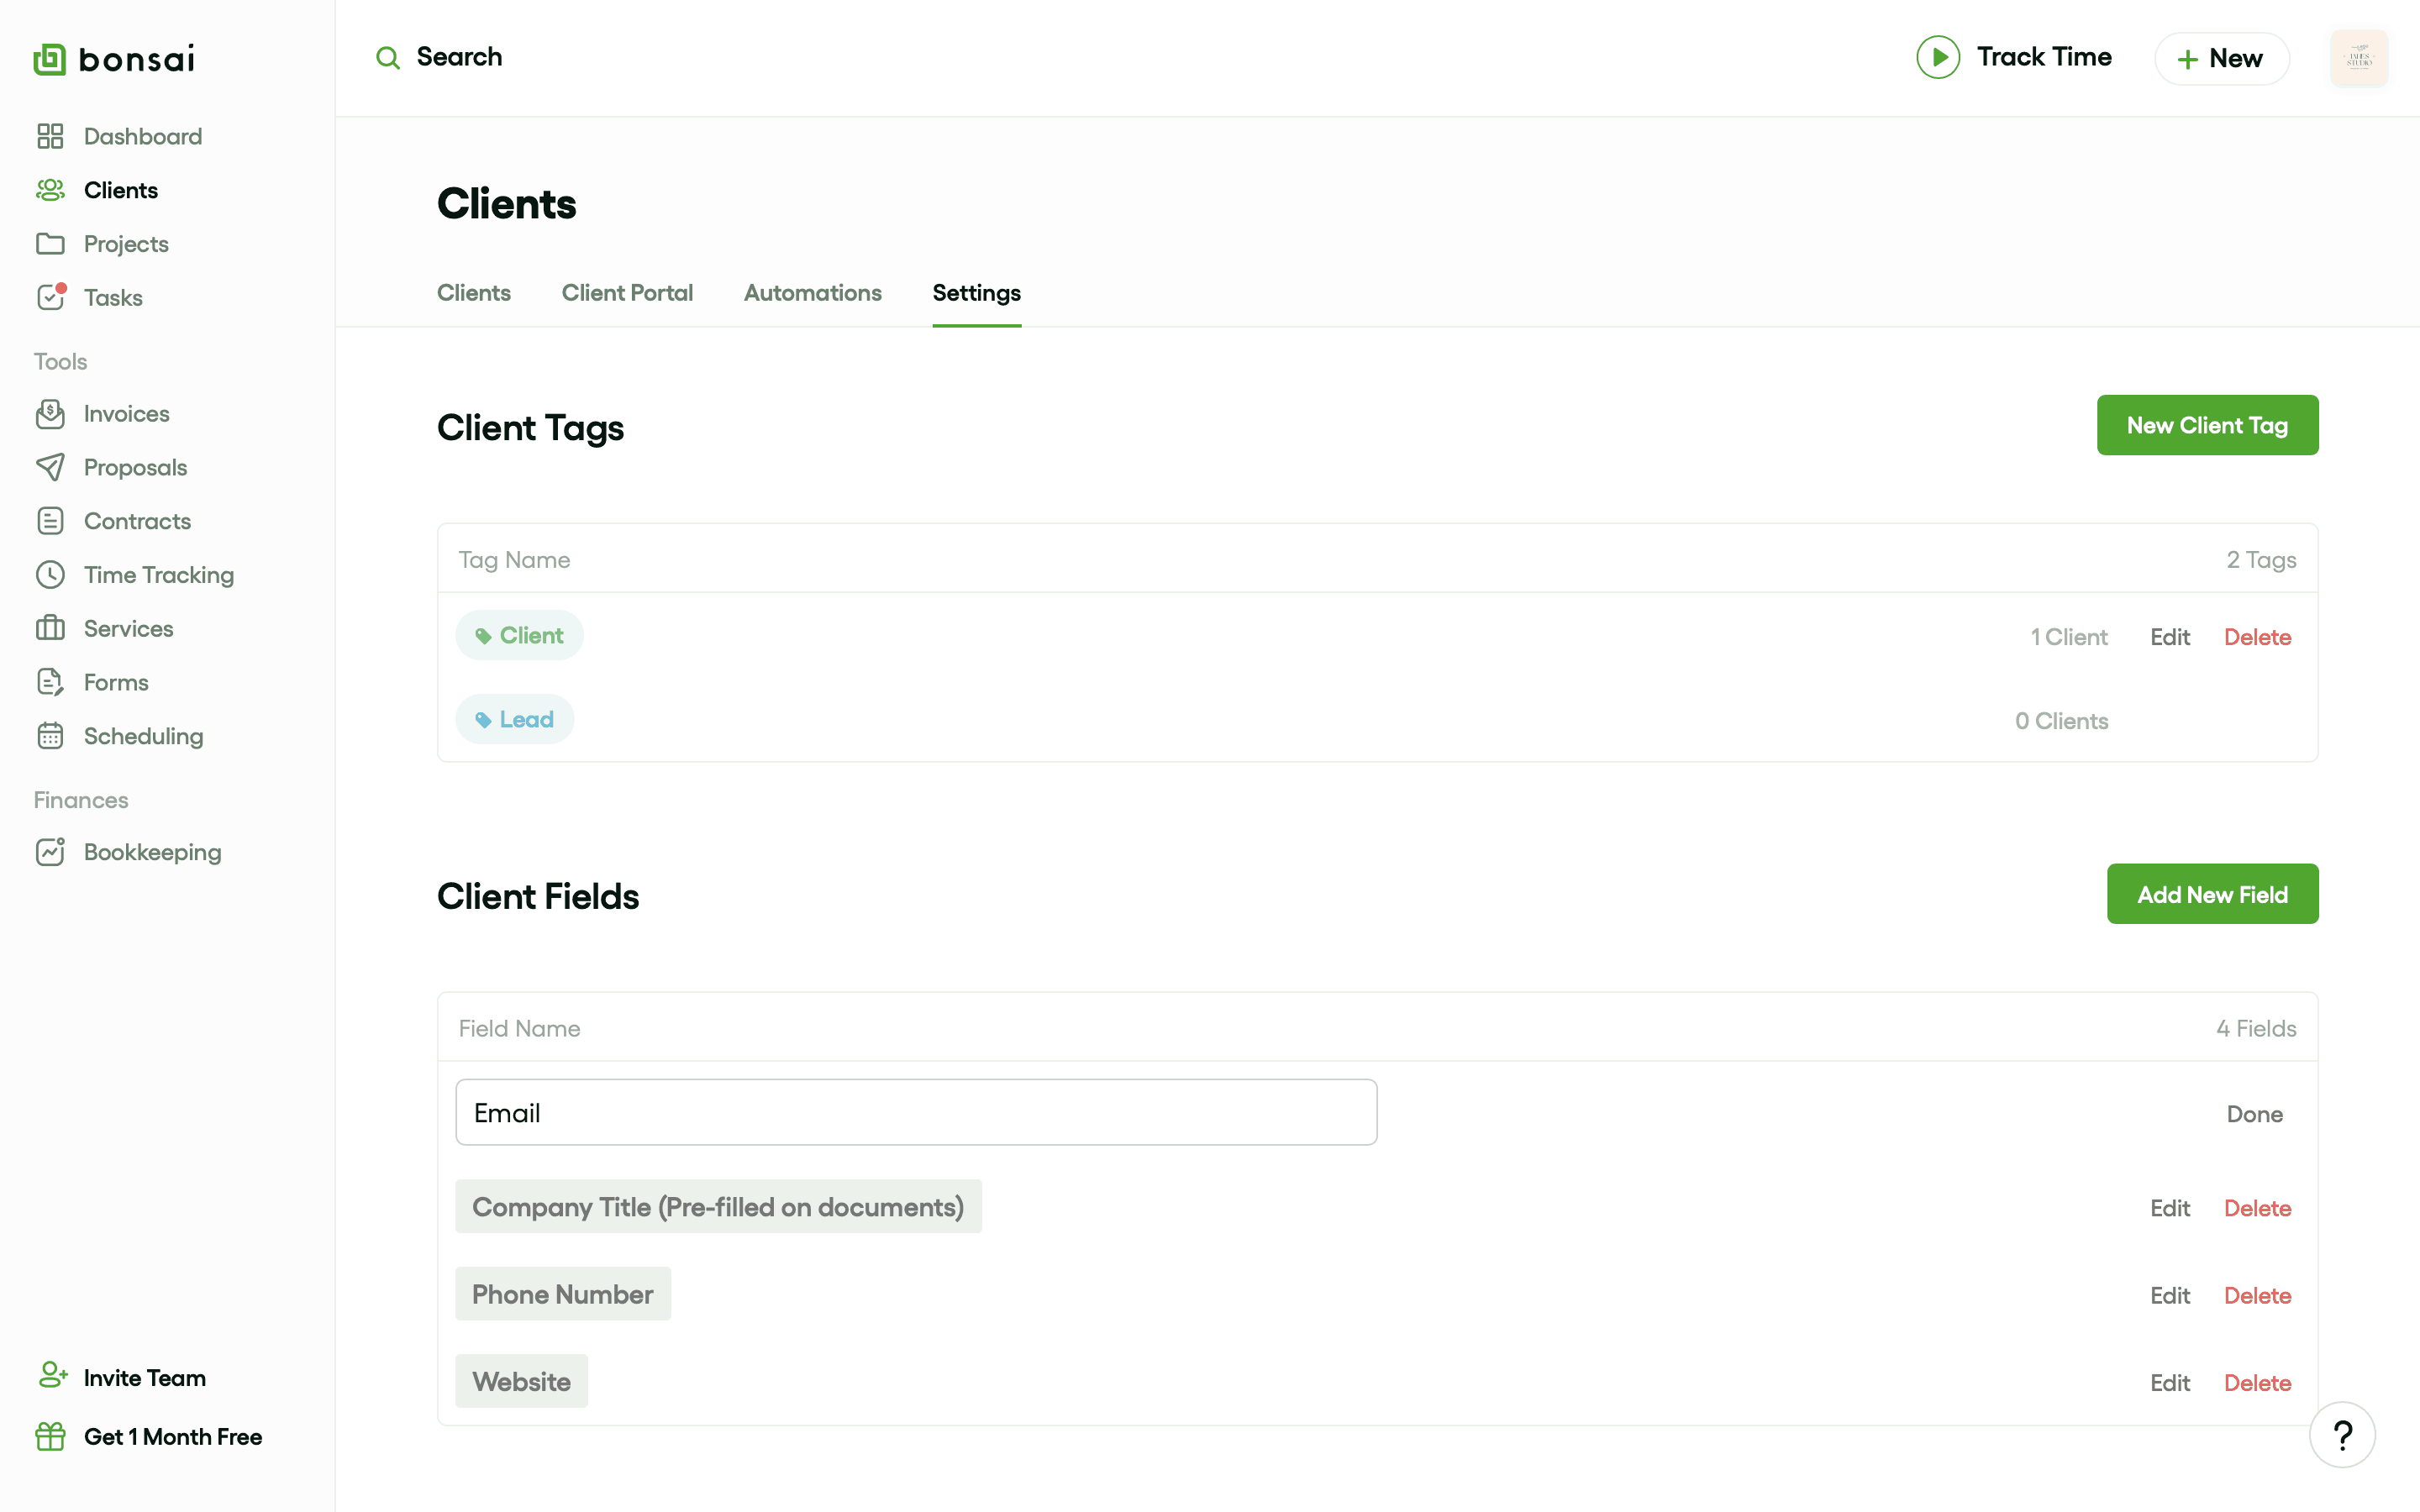 bonsai
Search
Track Time
+ New
Dashboard
Clients
Projects
Tasks
Tools
Invoices
Proposals
Contracts
Time Tracking
Services
Forms
Scheduling
Finances
Bookkeeping
Invite Team
Get 1 Month Free
Clients
Clients Client Portal Automations Settings
Client Tags
New Client Tag
Tag Name 2 Tags
Client 1 Client Edit Delete
Lead 0 Clients
Client Fields
Add New Field
Field Name 4 Fields
Email Done
Company Title (Pre-filled on documents) Edit Delete
Phone Number Edit Delete
Website Edit Delete
?